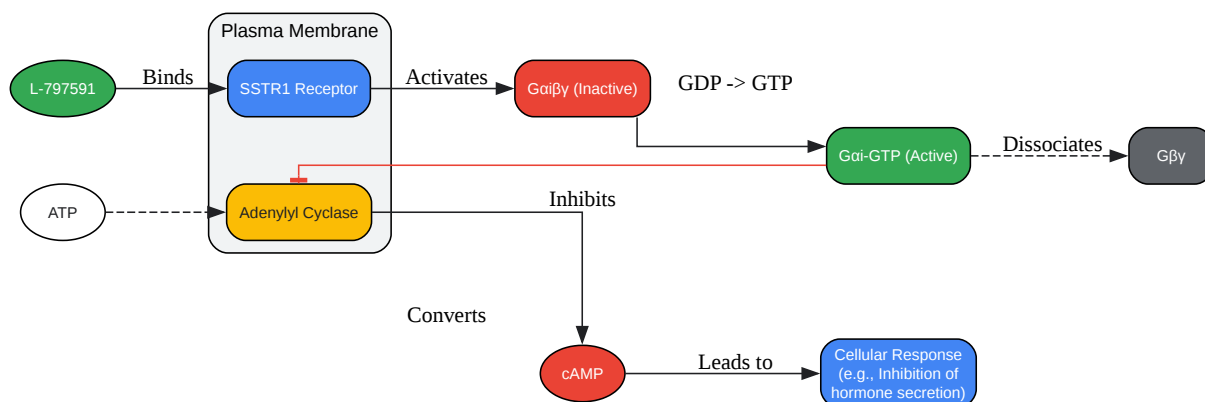 Plasma Membrane
L-797591
Binds
SSTR1 Receptor
Activates
Gαiβγ (Inactive)
GDP -> GTP
Gαi-GTP (Active)
Dissociates
Gβγ
ATP
Adenylyl Cyclase
Inhibits
Converts
cAMP
Leads to
Cellular Response
(e.g., Inhibition of
hormone secretion)